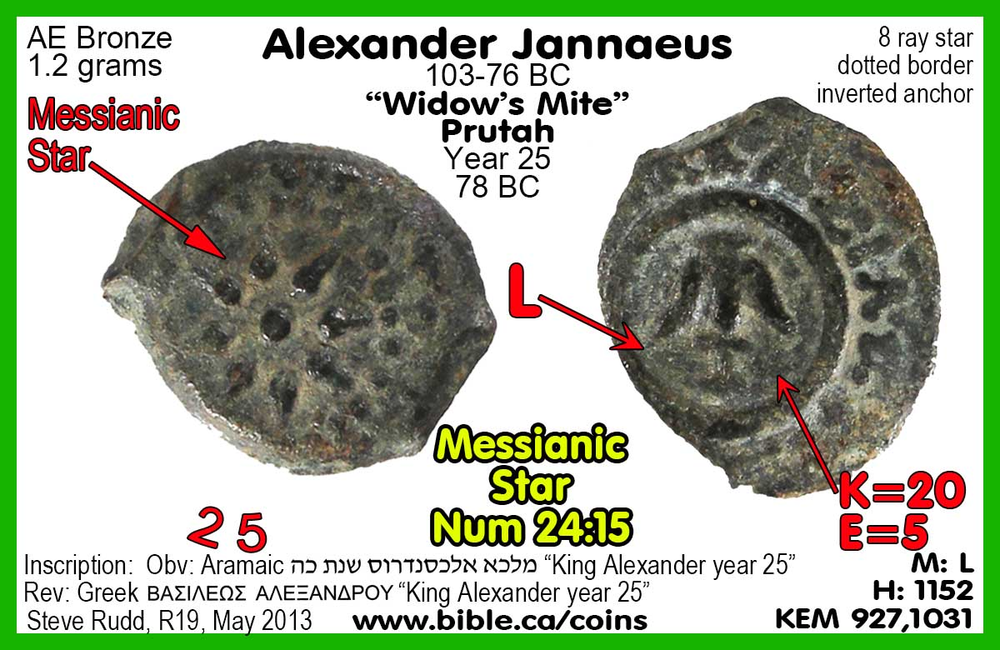 AE Bronze
1.2 grams
Alexander Jannaeus
103-76 BC
“Widow’s Mite”
Prutah
Year 25
78 BC
8 ray star
dotted border
inverted anchor
Messianic
Star
L
Messianic
Star
Num 24:15
K=20
E=5
25
Inscription: Obv: Aramaic מלכא אלכסנדרוס שנת כה “King Alexander year 25”
Rev: Greek ΒΑΣΙΛΕΩΣ ΑΛΕΞΑΝΔΡΟΥ “King Alexander year 25”
Steve Rudd, R19, May 2013 www.bible.ca/coins
M: L
H: 1152
KEM 927,1031